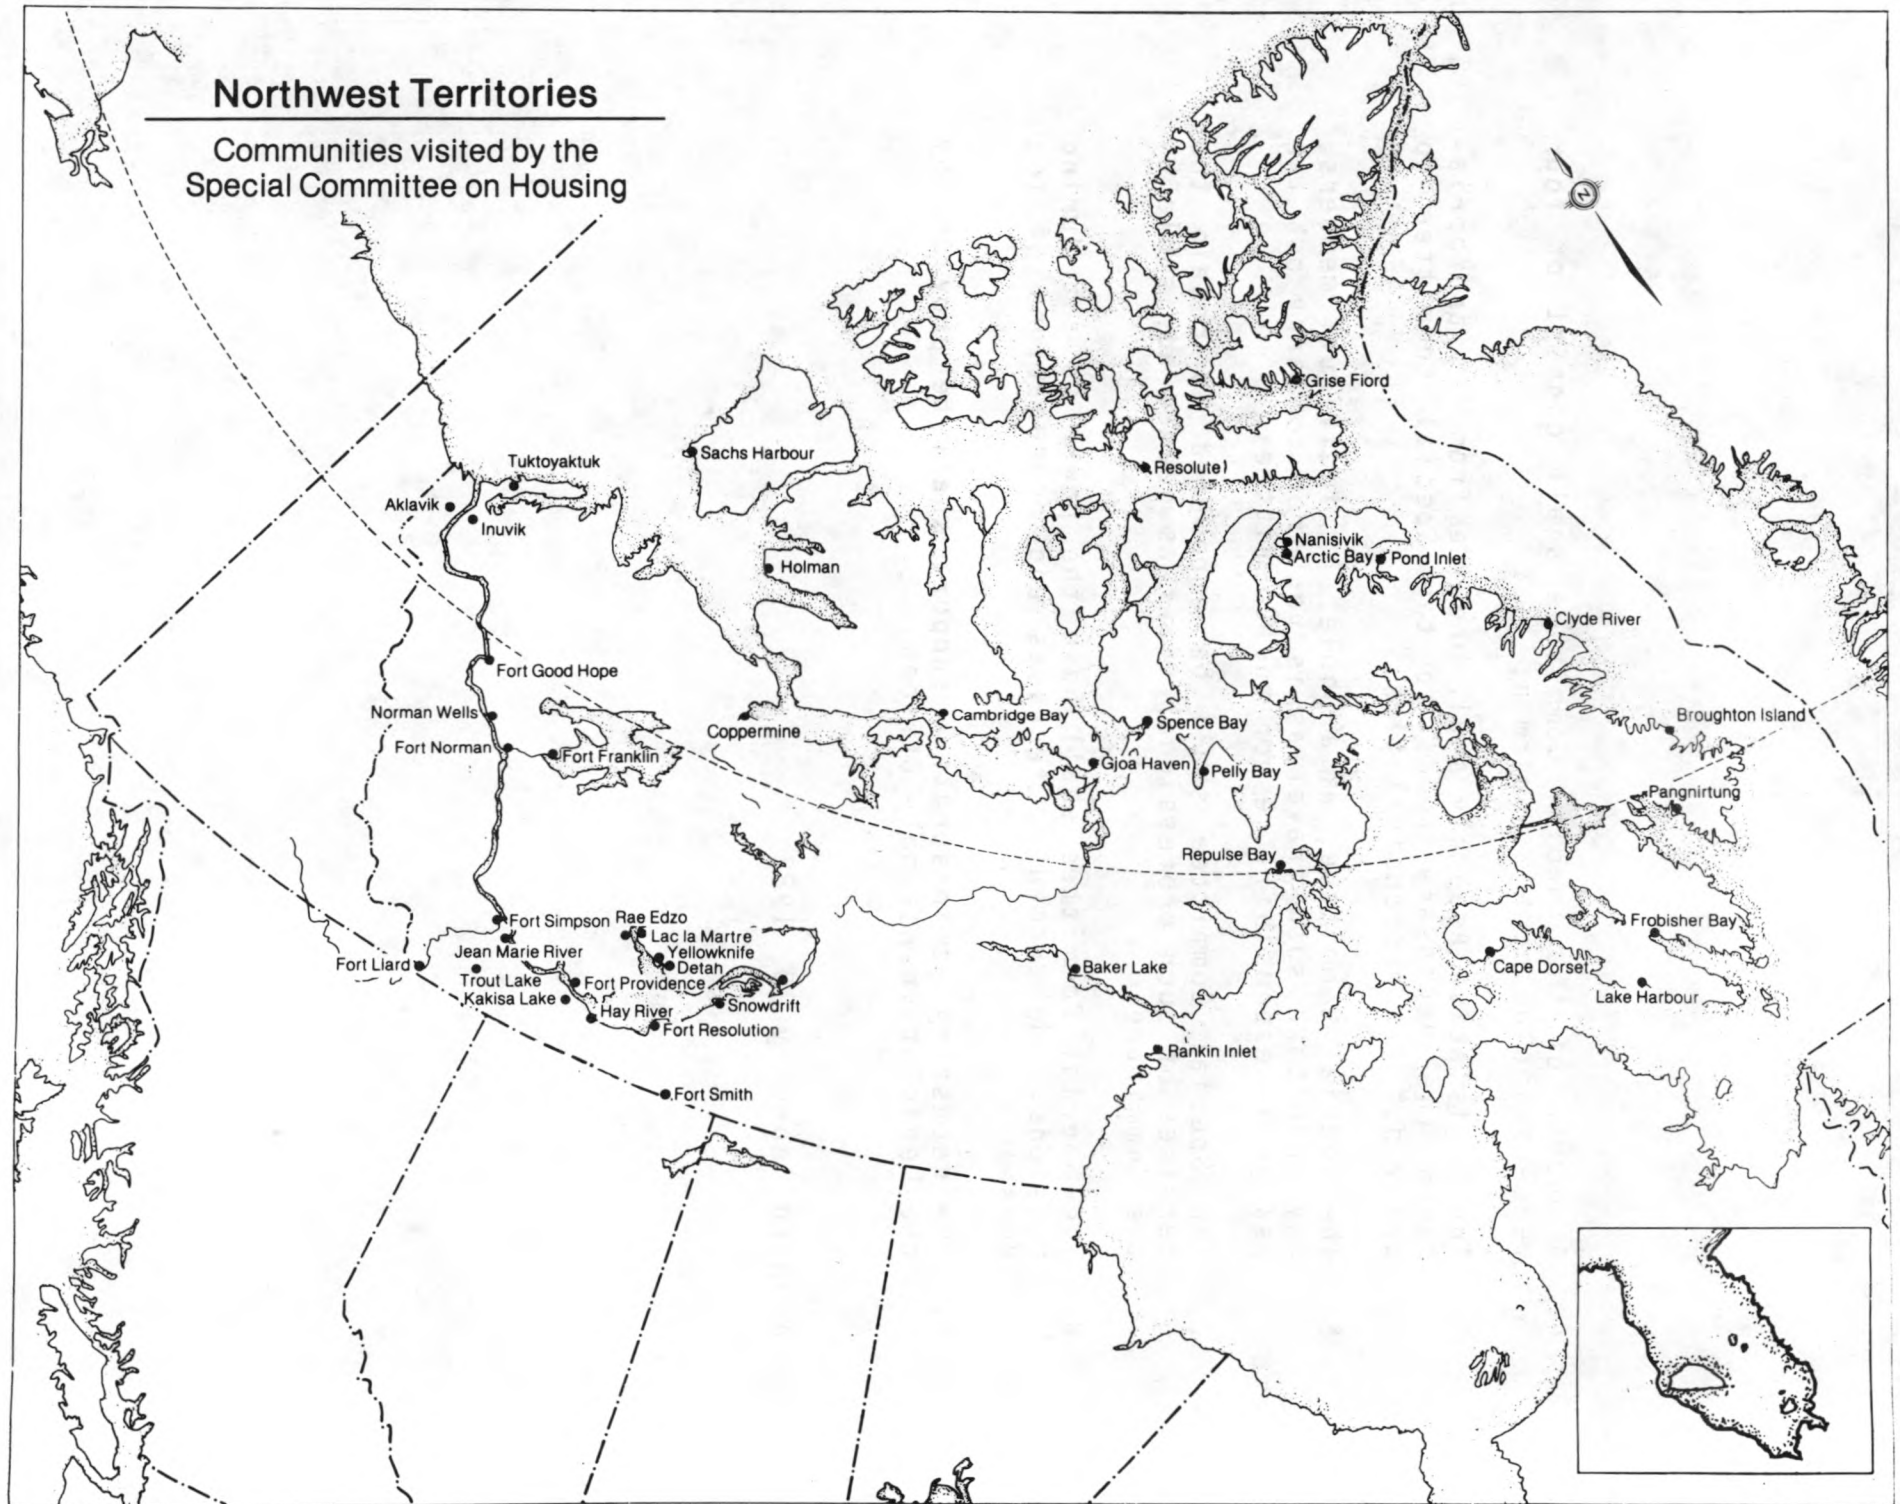 Northwest Territories
Communities visited by the
Special Committee on Housing
N
Grise Fiord
Sachs Harbour
Resolute
Tuktoyaktuk
Aklavik
Inuvik
Nanisivik
Arctic Bay
Pond Inlet
Holman
Clyde River
Fort Good Hope
Norman Wells
Cambridge Bay
Spence Bay
Broughton Island
Coppermine
Fort Norman
Fort Franklin
Gjoa Haven
Pelly Bay
Pangnirtung
Repulse Bay
Fort Simpson
Rae Edzo
Frobisher Bay
Lac la Martre
Jean Marie River
Yellowknife
Fort Liard
Detah
Baker Lake
Cape Dorset
Trout Lake
Fort Providence
Kakisa Lake
Snowdrift
Lake Harbour
Hay River
Fort Resolution
Rankin Inlet
Fort Smith